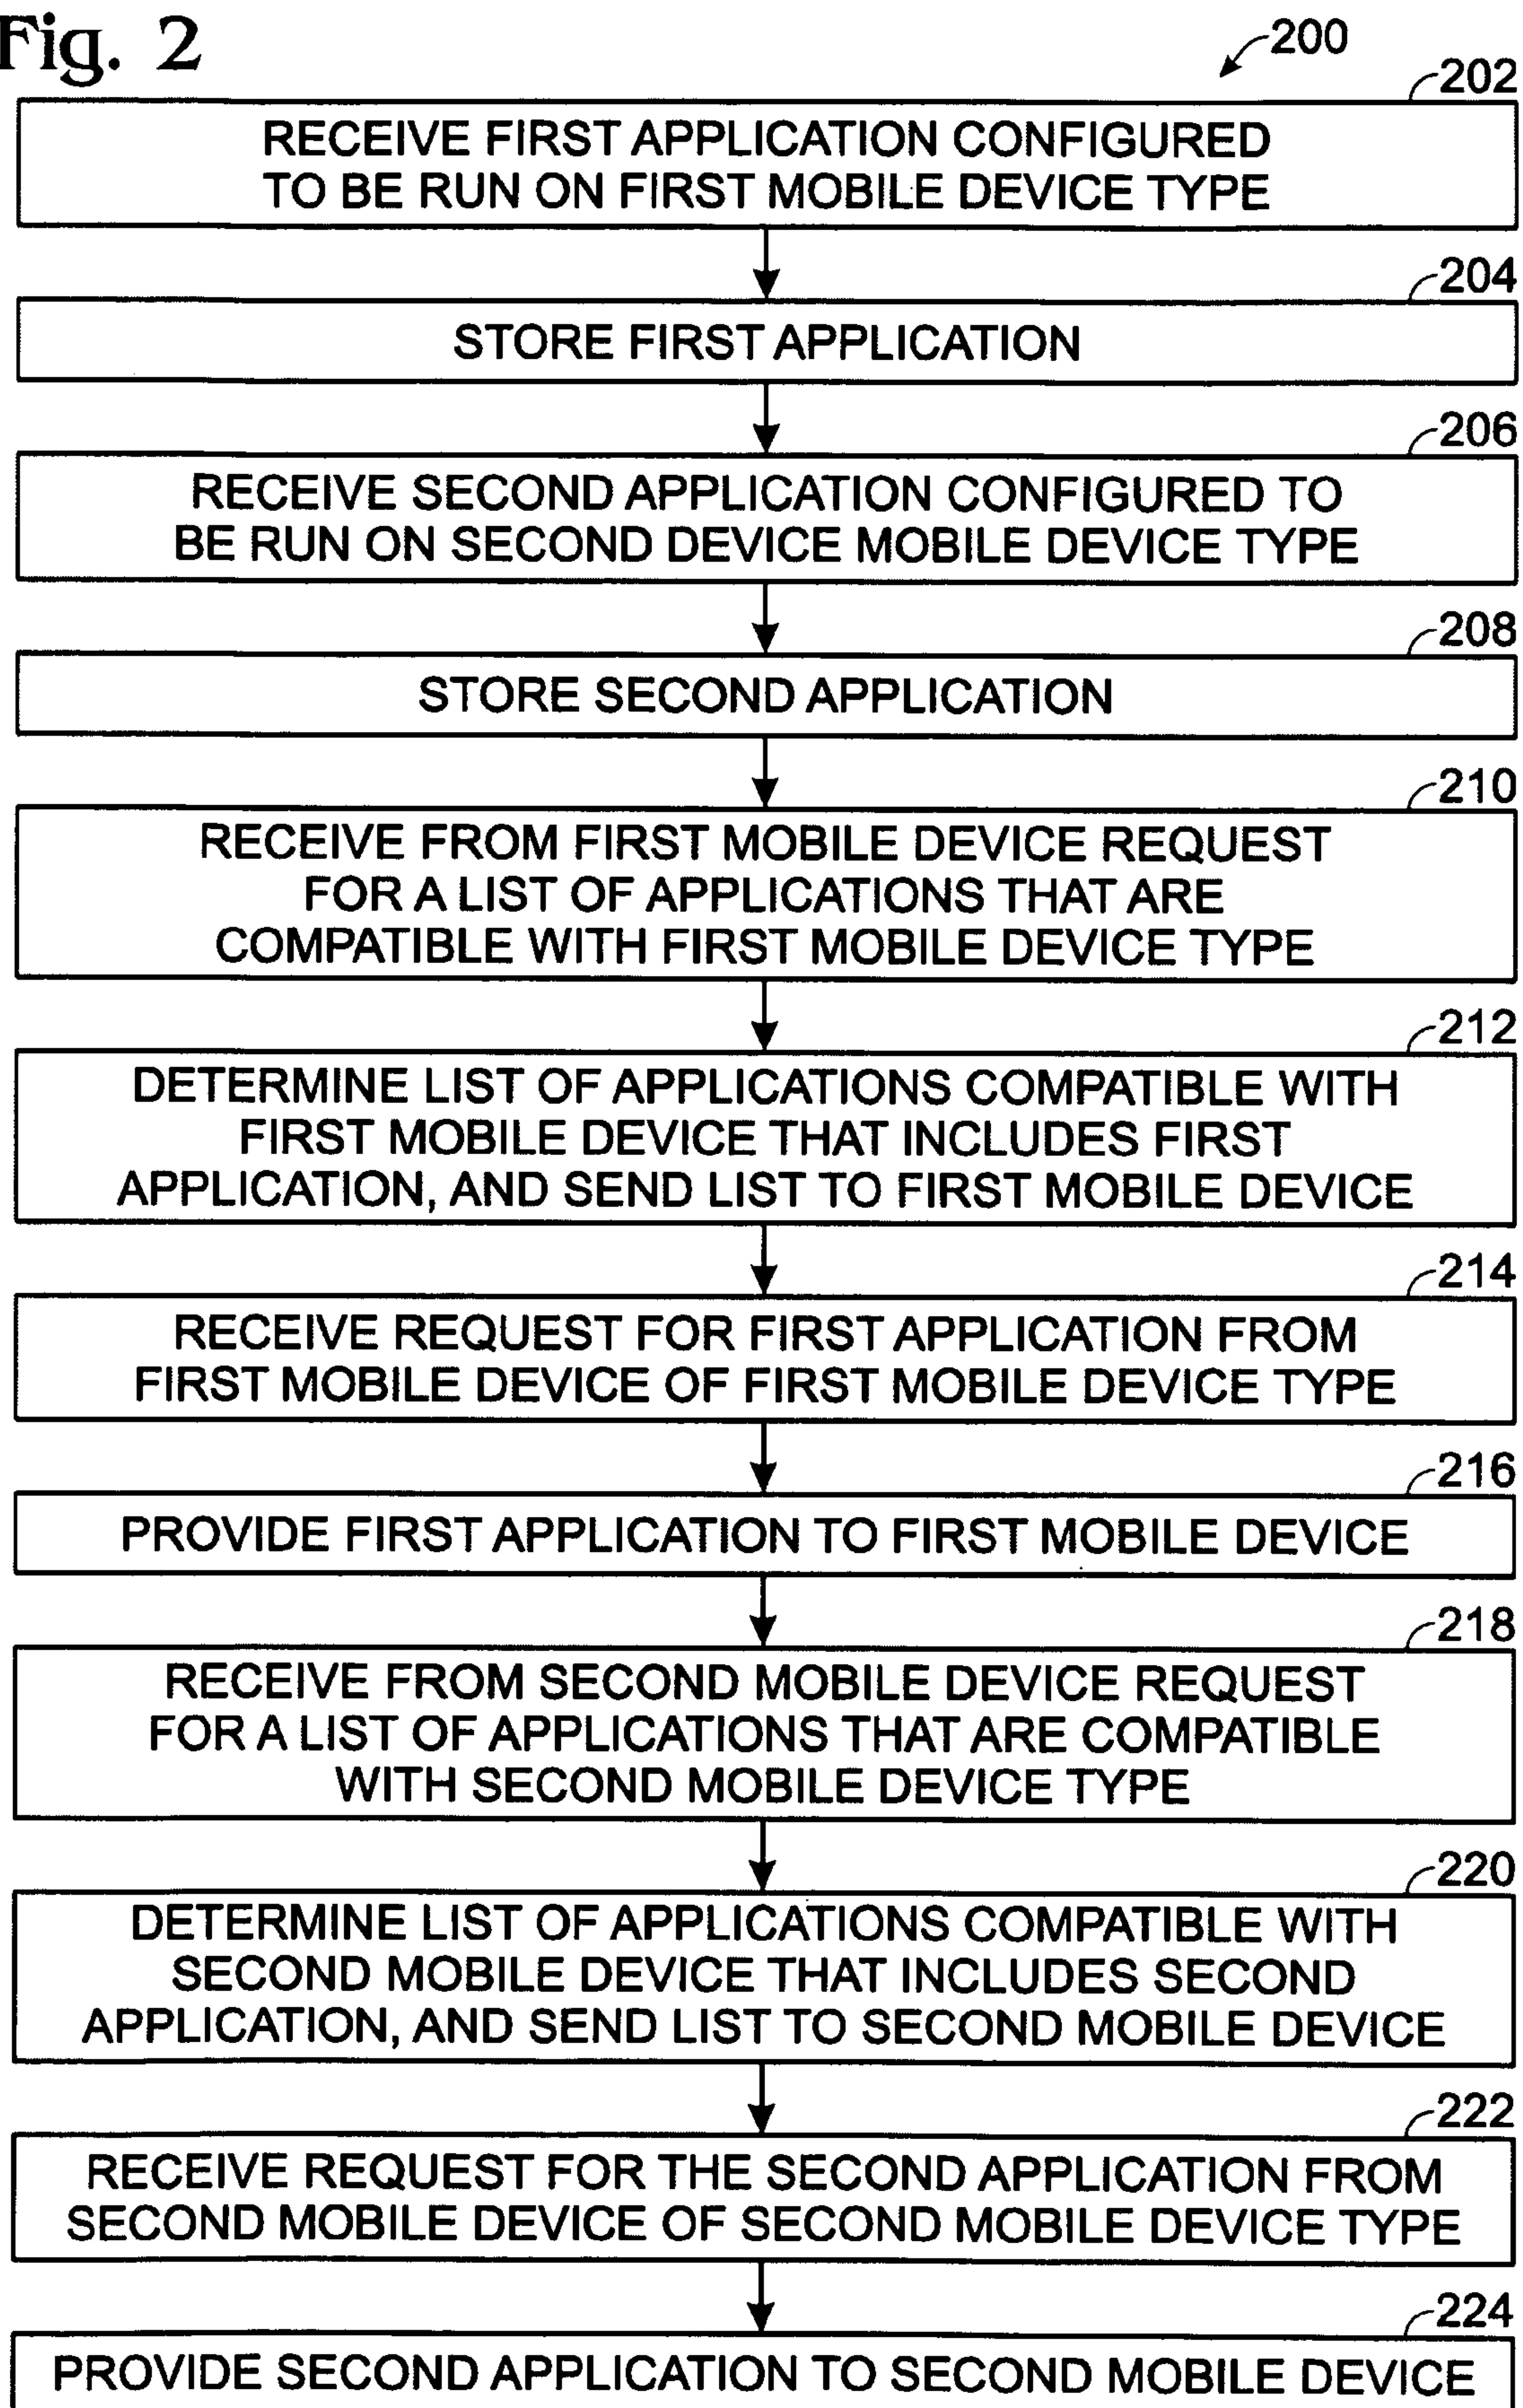 Fig. 2
200
202
RECEIVE FIRST APPLICATION CONFIGURED
TO BE RUN ON FIRST MOBILE DEVICE TYPE
204
STORE FIRST APPLICATION
206
RECEIVE SECOND APPLICATION CONFIGURED TO
BE RUN ON SECOND DEVICE MOBILE DEVICE TYPE
208
STORE SECOND APPLICATION
210
RECEIVE FROM FIRST MOBILE DEVICE REQUEST
FOR A LIST OF APPLICATIONS THAT ARE
COMPATIBLE WITH FIRST MOBILE DEVICE TYPE
212
DETERMINE LIST OF APPLICATIONS COMPATIBLE WITH
FIRST MOBILE DEVICE THAT INCLUDES FIRST
APPLICATION, AND SEND LIST TO FIRST MOBILE DEVICE
214
RECEIVE REQUEST FOR FIRST APPLICATION FROM
FIRST MOBILE DEVICE OF FIRST MOBILE DEVICE TYPE
216
PROVIDE FIRST APPLICATION TO FIRST MOBILE DEVICE
218
RECEIVE FROM SECOND MOBILE DEVICE REQUEST
FOR A LIST OF APPLICATIONS THAT ARE COMPATIBLE
WITH SECOND MOBILE DEVICE TYPE
220
DETERMINE LIST OF APPLICATIONS COMPATIBLE WITH
SECOND MOBILE DEVICE THAT INCLUDES SECOND
APPLICATION, AND SEND LIST TO SECOND MOBILE DEVICE
222
RECEIVE REQUEST FOR THE SECOND APPLICATION FROM
SECOND MOBILE DEVICE OF SECOND MOBILE DEVICE TYPE
224
PROVIDE SECOND APPLICATION TO SECOND MOBILE DEVICE